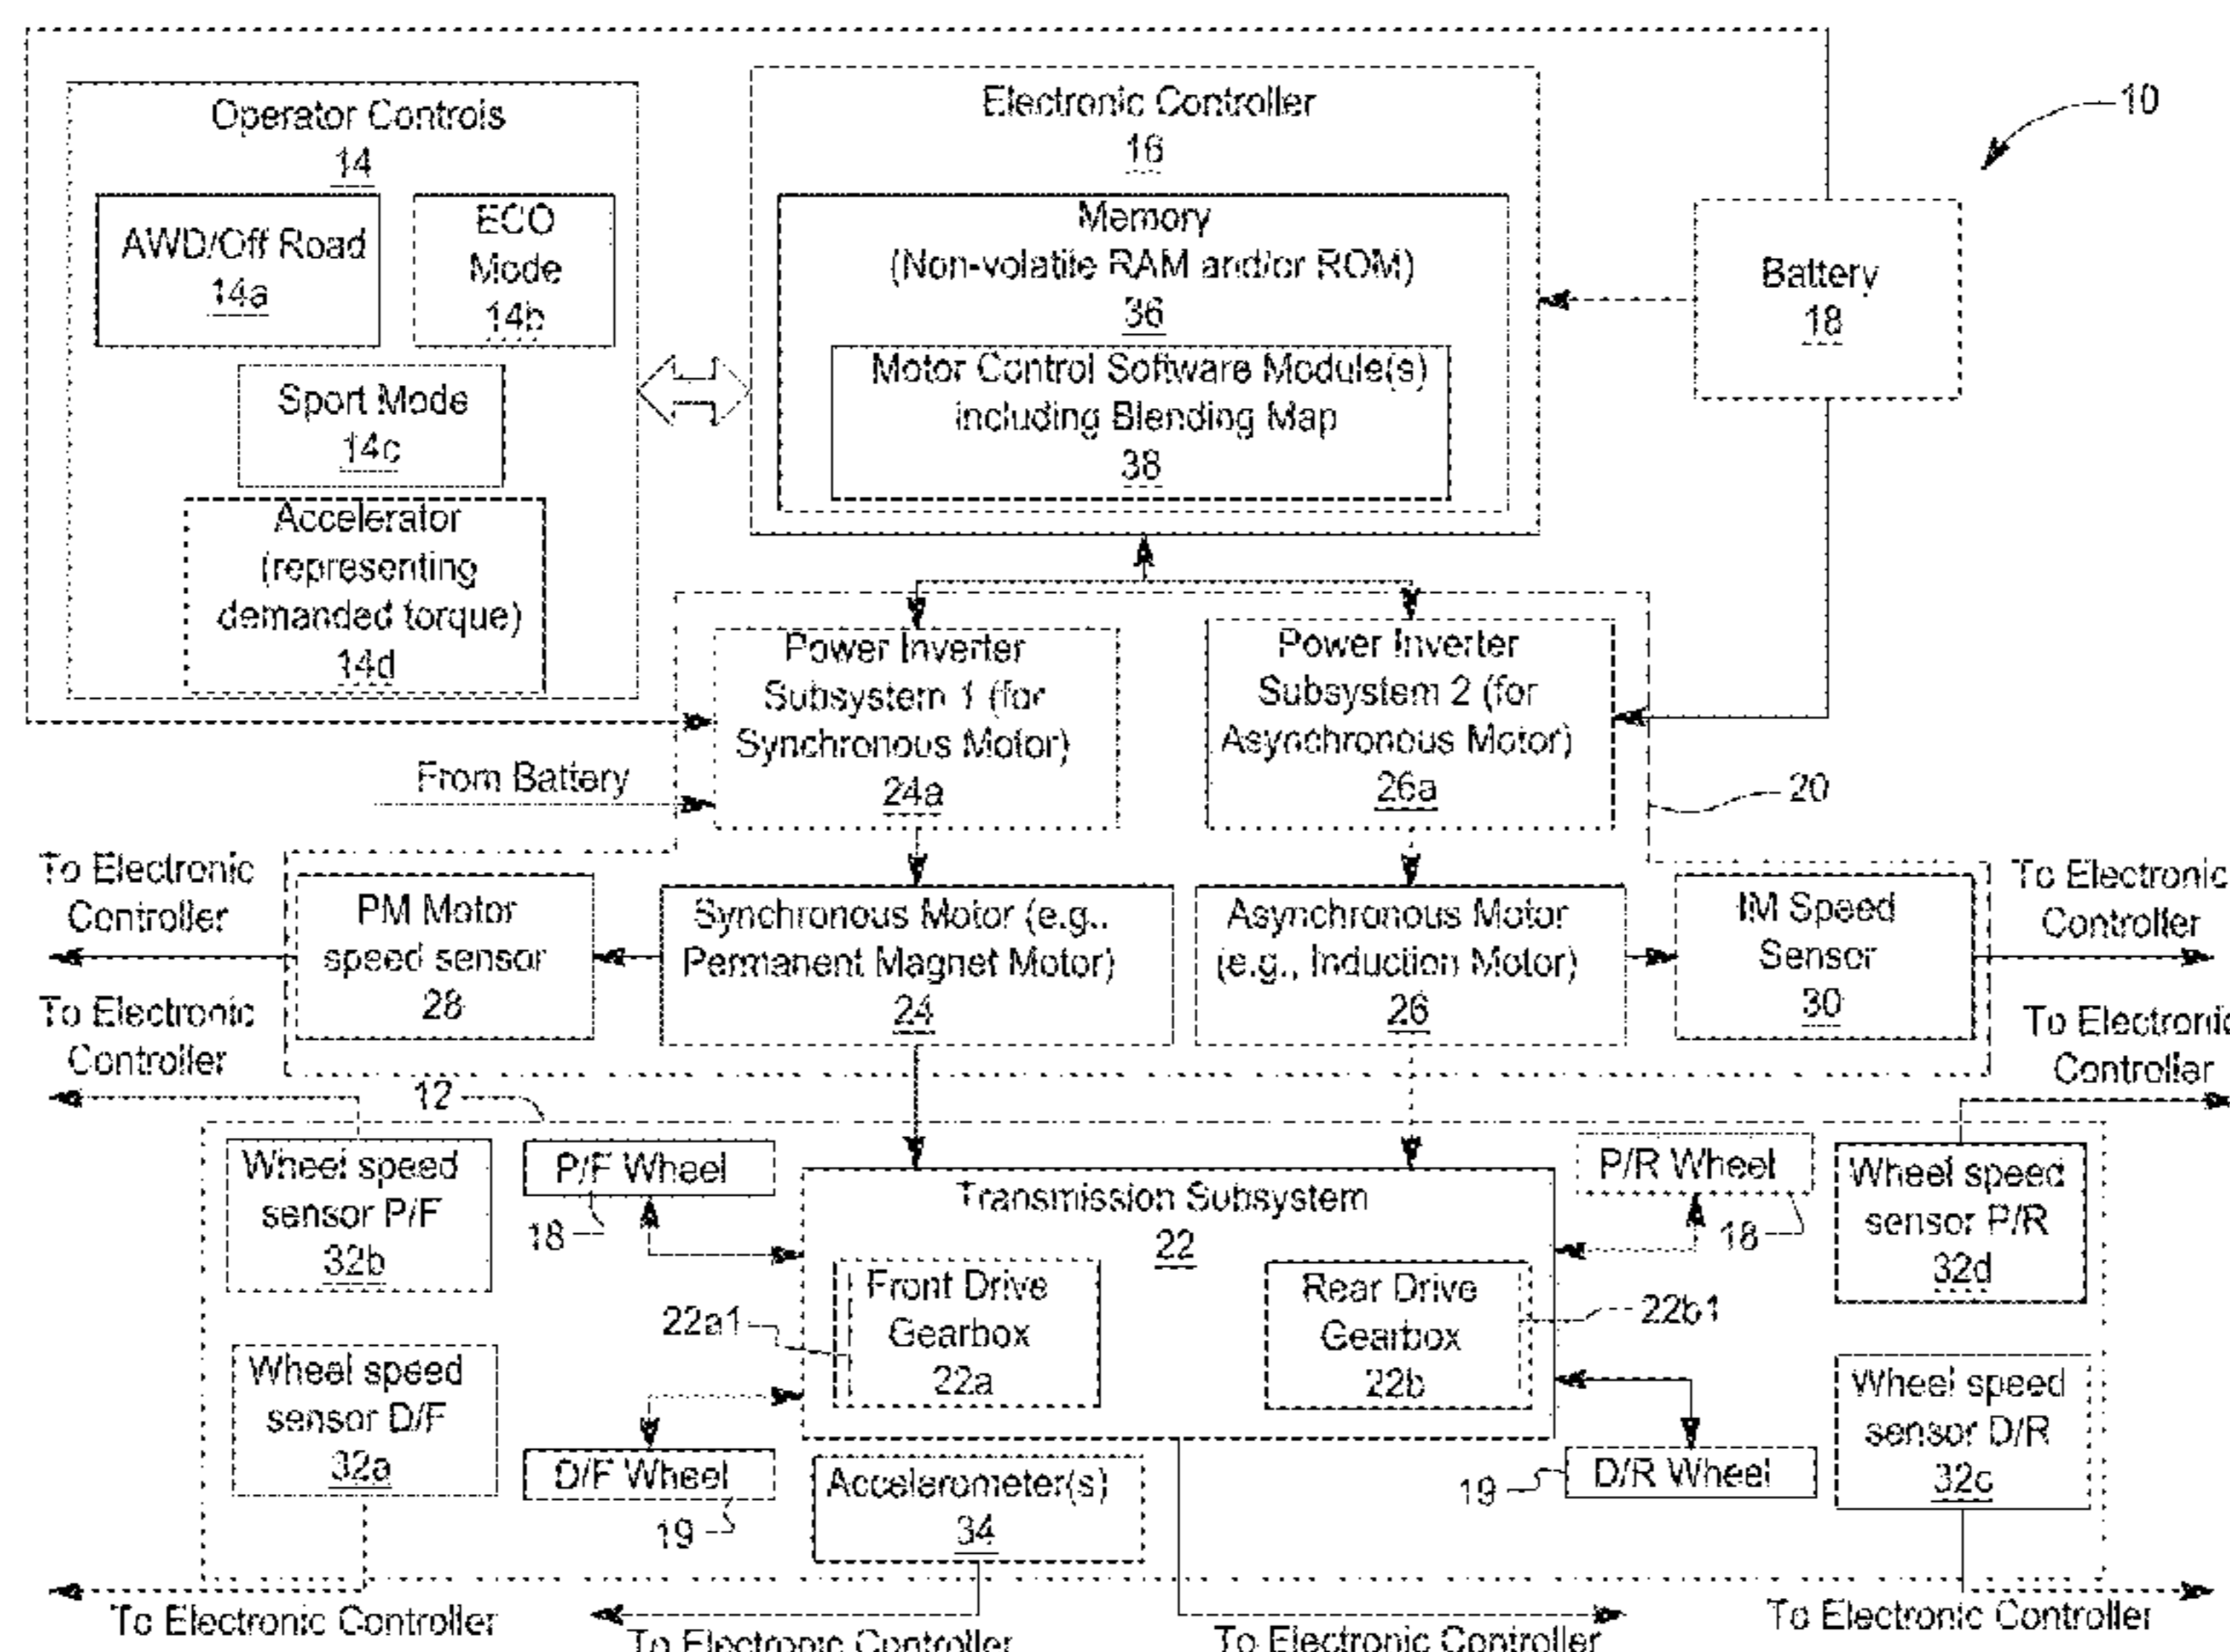 Operator Controls
14
AWD/Off Road
14a
ECO
Mode
14b
Sport Mode
14c
Accelerator
(representing
demanded torque)
14d
Electronic Controller
16
Memory
(Non-volatile RAM and/or ROM)
36
Motor Control Software Module(s)
including Blending Map
38
10
Battery
18
Power Inverter
Subsystem 1 (for
Synchronous Motor)
24a
Power Inverter
Subsystem 2 (for
Asynchronous Motor)
26a
From Battery
20
To Electronic
Controller
PM Motor
speed sensor
28
Synchronous Motor (e.g.,
Permanent Magnet Motor)
24
Asynchronous Motor
(e.g., Induction Motor)
26
IM Speed
Sensor
30
To Electronic
Controller
To Electronic
Controller
To Electronic
Controller
12
Wheel speed
sensor P/F
32b
P/F Wheel
18
Transmission Subsystem
22
P/R Wheel
18
Wheel speed
sensor P/R
32d
22a1
Front Drive
Gearbox
22a
Rear Drive
Gearbox
22b
22b1
Wheel speed
sensor D/F
32a
D/F Wheel
19
Accelerometer(s)
34
19
D/R Wheel
Wheel speed
sensor D/R
32c
To Electronic Controller
To Electronic Controller
To Electronic Controller
To Electronic Controller